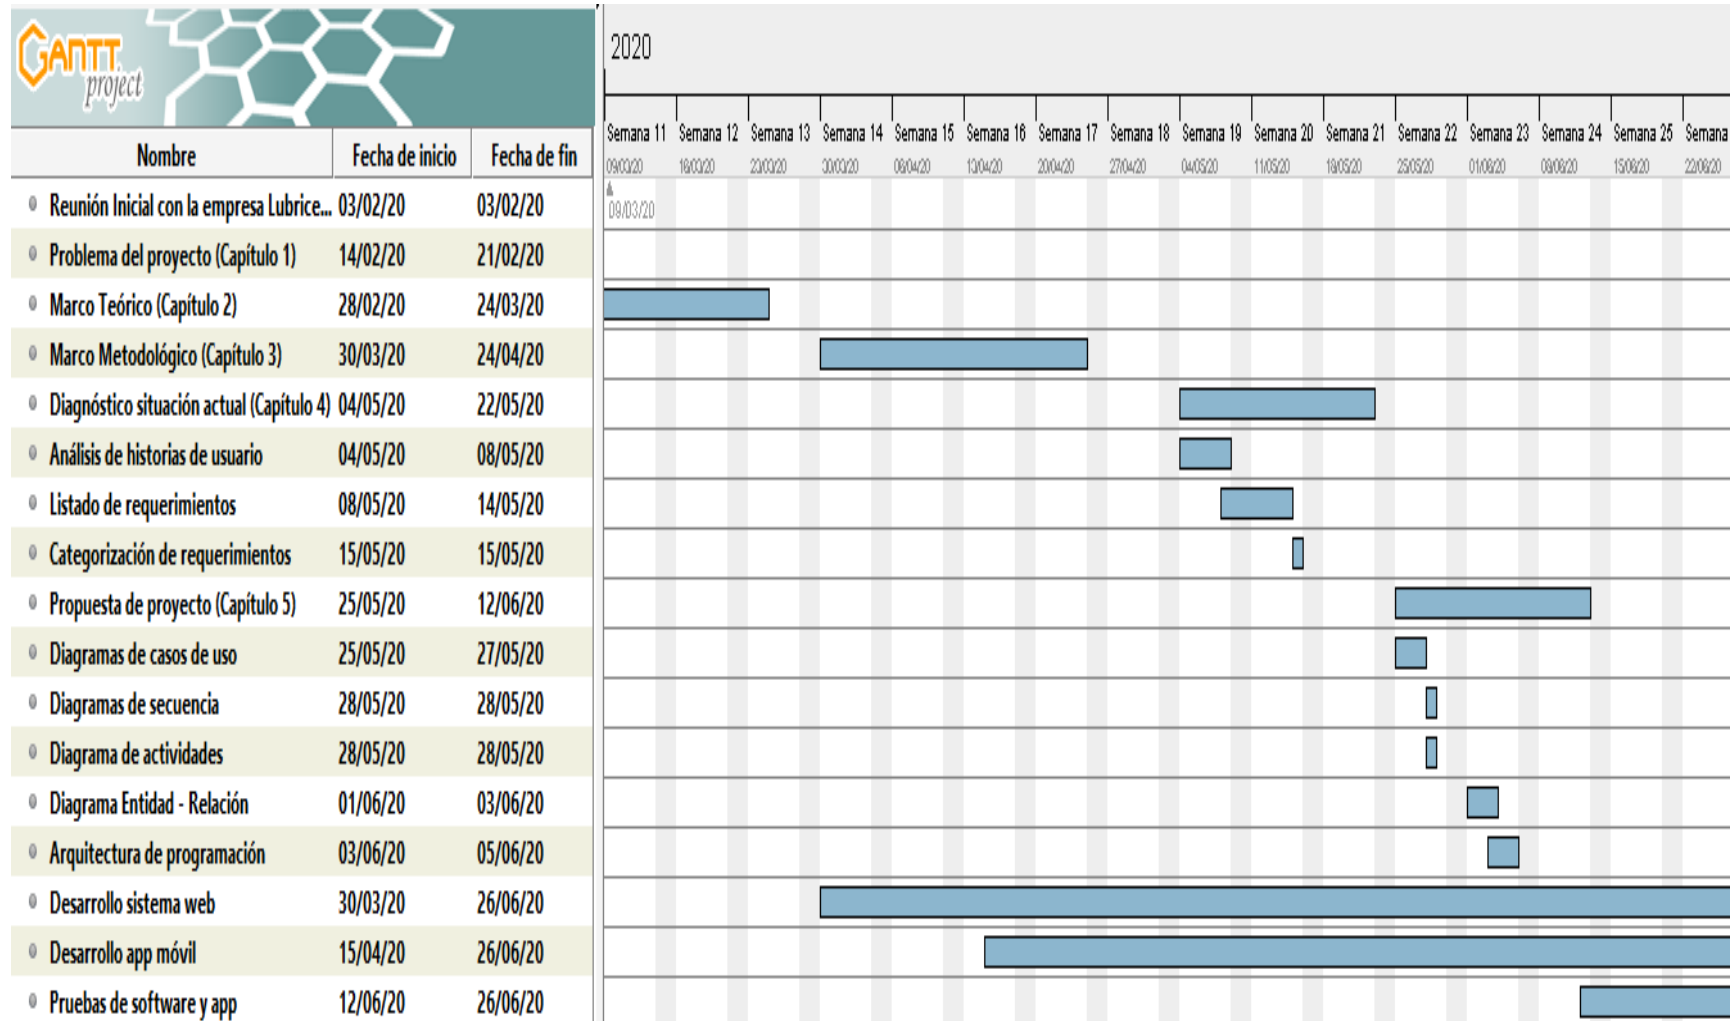 GANTT
project
2020
Semana 11 Semana 12 Semana 13 Semana 14 Semana 15 Semana 16 Semana 17 Semana 18 Semana 19 Semana 20 Semana 21 Semana 22 Semana 23 Semana 24 Semana 25 Semana
Nombre Fecha de inicio Fecha de fin
09/03/20 16/03/20 23/03/20 30/03/20 06/04/20 13/04/20 20/04/20 27/04/20 04/05/20 11/05/20 18/05/20 25/05/20 01/06/20 08/06/20 15/06/20 22/06/20
Reunión Inicial con la empresa Lubrice... 03/02/20 03/02/20
09/03/20
Problema del proyecto (Capítulo 1) 14/02/20 21/02/20
Marco Teórico (Capítulo 2) 28/02/20 24/03/20
Marco Metodológico (Capítulo 3) 30/03/20 24/04/20
Diagnóstico situación actual (Capítulo 4) 04/05/20 22/05/20
Análisis de historias de usuario 04/05/20 08/05/20
Listado de requerimientos 08/05/20 14/05/20
Categorización de requerimientos 15/05/20 15/05/20
Propuesta de proyecto (Capítulo 5) 25/05/20 12/06/20
Diagramas de casos de uso 25/05/20 27/05/20
Diagramas de secuencia 28/05/20 28/05/20
Diagrama de actividades 28/05/20 28/05/20
Diagrama Entidad - Relación 01/06/20 03/06/20
Arquitectura de programación 03/06/20 05/06/20
Desarrollo sistema web 30/03/20 26/06/20
Desarrollo app móvil 15/04/20 26/06/20
Pruebas de software y app 12/06/20 26/06/20